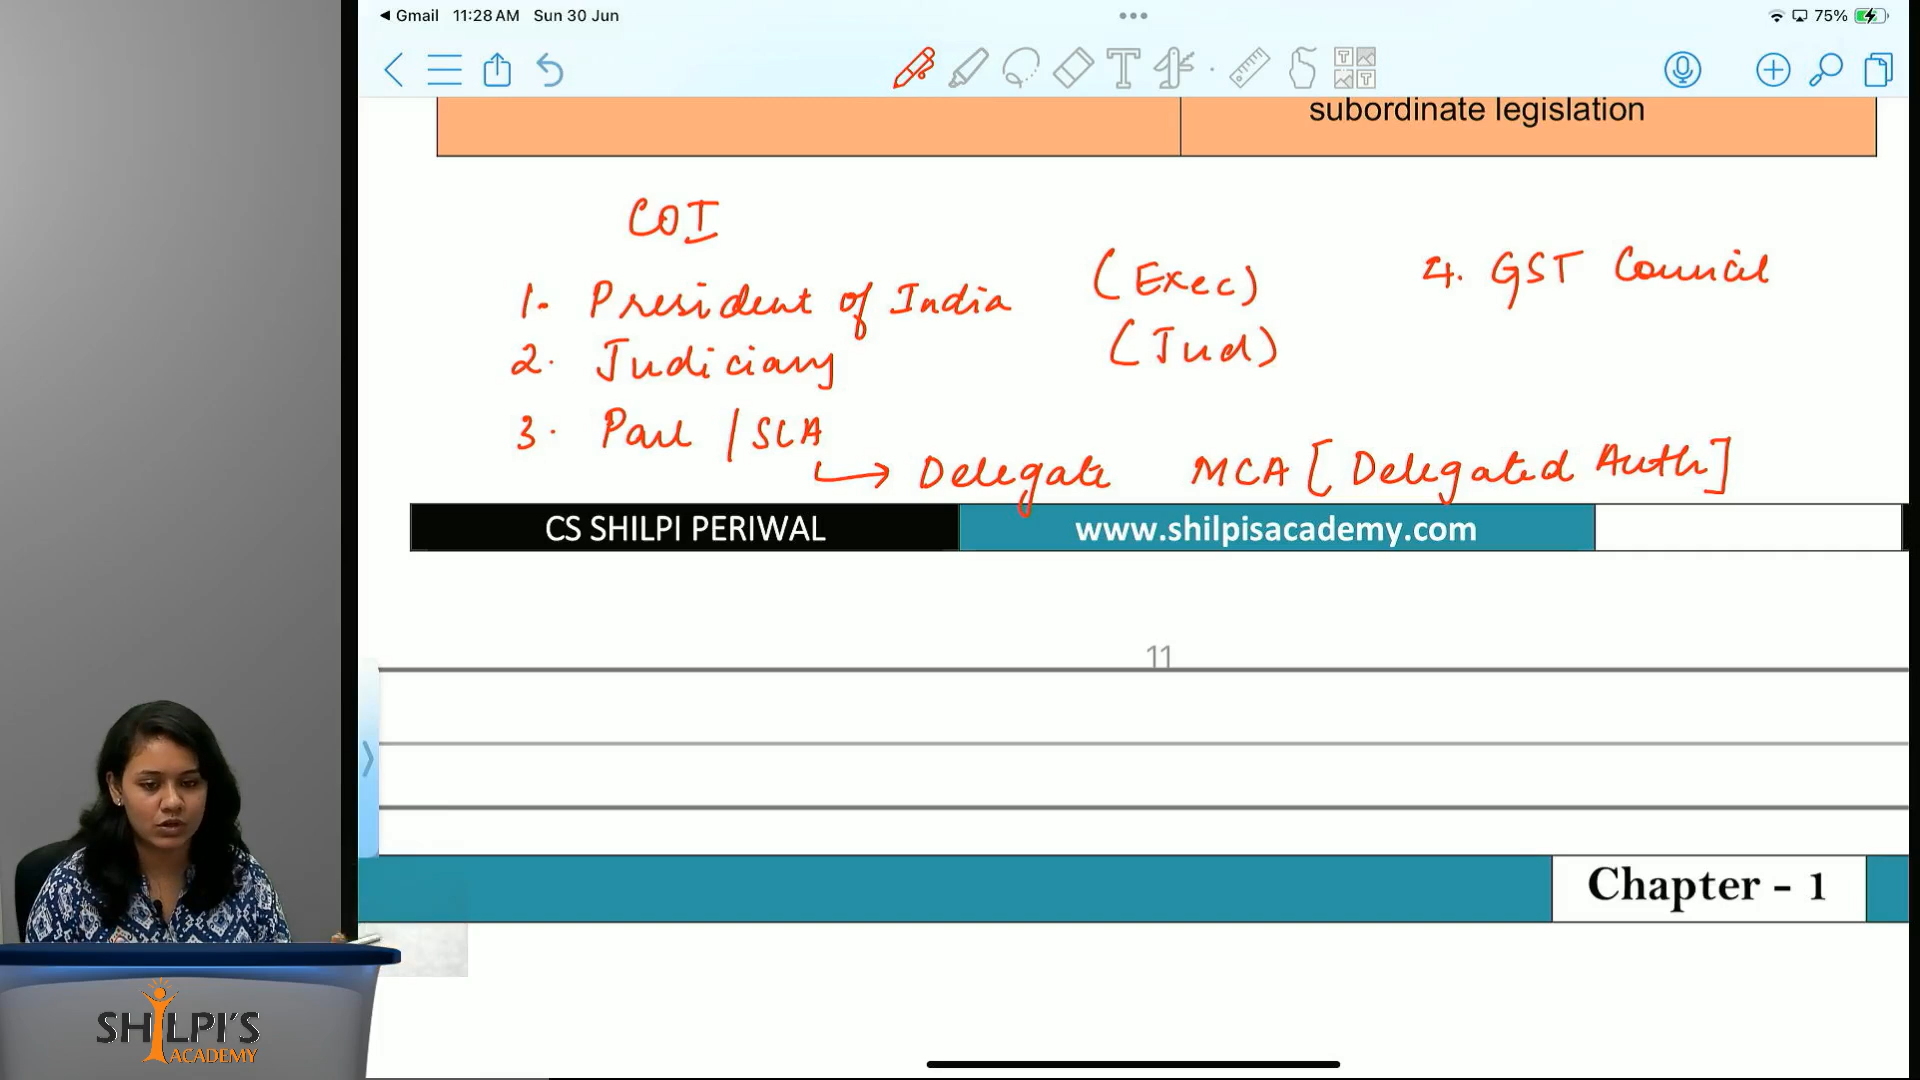 Gmail 11:28 AM Sun 30 Jun
75%
subordinate legislation
COI
1. President of India (Exec)
2. Judiciary (Jud)
3. Parl / SLA
Delegate MCA [Delegated Auth]
4. GST Council
CS SHILPI PERIWAL www.shilpisacademy.com
11
Chapter - 1
SHILPI'S
ACADEMY